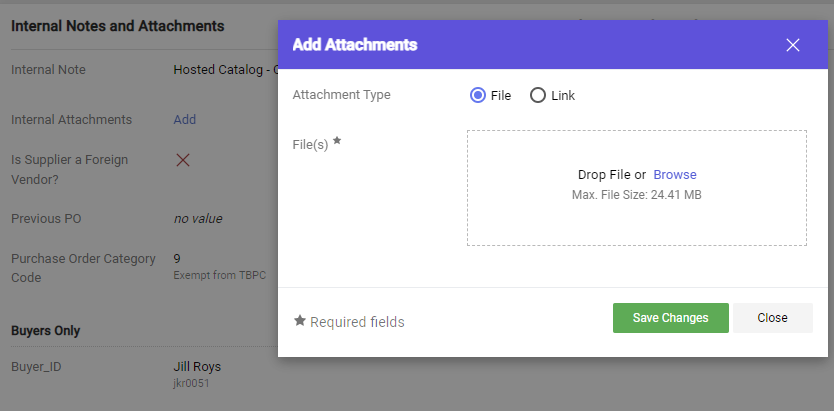 Internal Notes and Attachments
Internal Note
Hosted Catalog -
Internal Attachments
Add
Is Supplier a Foreign
Vendor?
Previous PO
no value
Purchase Order Category
Code
9
Exempt from TBPC
Buyers Only
Buyer_ID
Jill Roys
jkr0051
Add Attachments
Attachment Type
File
Link
File(s) ★
Drop File or Browse
Max. File Size: 24.41 MB
★ Required fields
Save Changes
Close